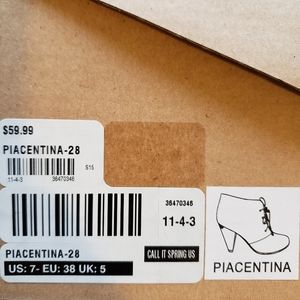 $59.99
PIACENTINA-28
11-4-3
36470346
S15
36470346
11-4-3
PIACENTINA-28
CALL IT SPRING US
US: 7- EU: 38 UK: 5
PIACENTINA